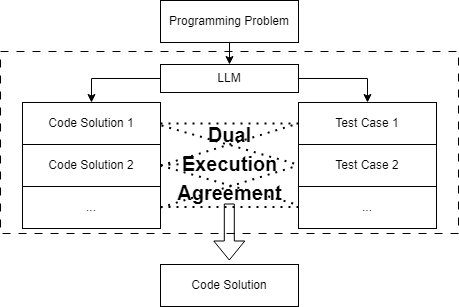 Programming Problem
LLM
Code Solution 1
Test Case 1
Dual
Code Solution 2
Execution
Test Case 2
Agreement
...
...
Code Solution